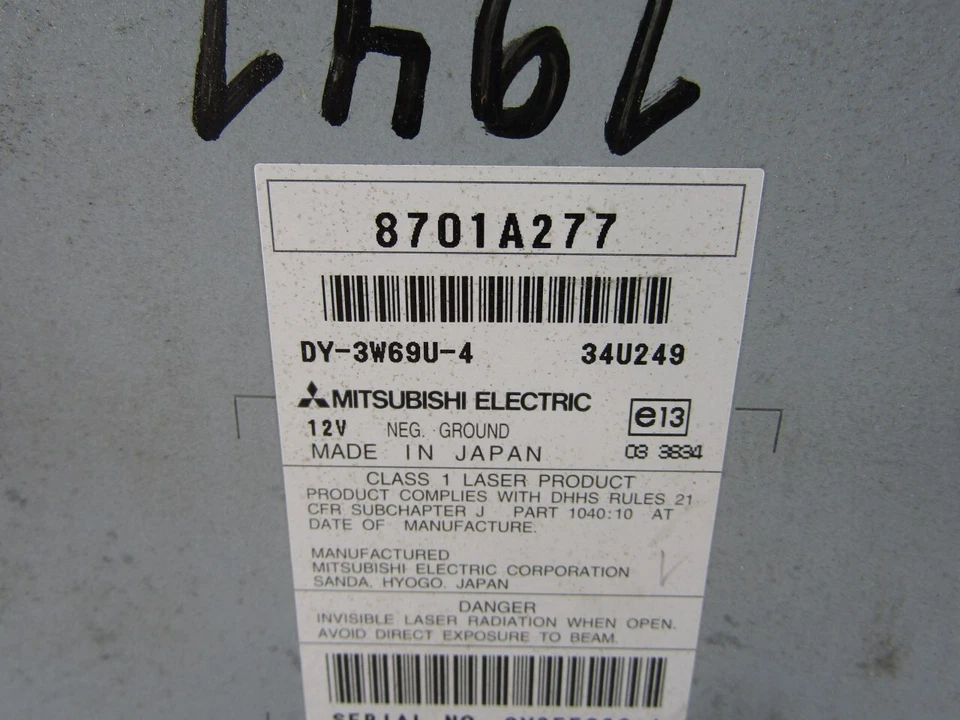 8701A277
DY-3W69U-4 34U249
MITSUBISHI ELECTRIC e13
12V NEG. GROUND
MADE IN JAPAN 03 3834
CLASS 1 LASER PRODUCT
PRODUCT COMPLIES WITH DHHS RULES 21
CFR SUBCHAPTER J PART 1040:10 AT
DATE OF MANUFACTURE.
MANUFACTURED
MITSUBISHI ELECTRIC CORPORATION
SANDA, HYOGO, JAPAN
DANGER
INVISIBLE LASER RADIATION WHEN OPEN.
AVOID DIRECT EXPOSURE TO BEAM.
SERIAL NO.